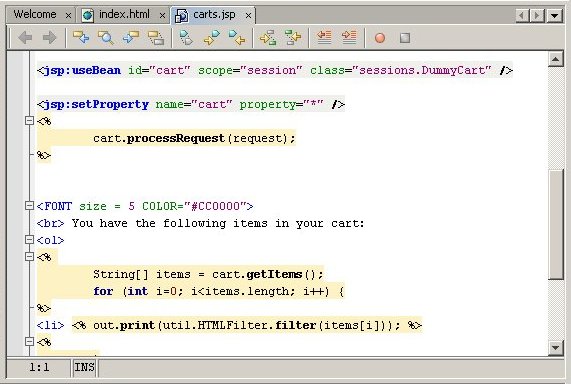 Welcome index.html carts.jsp
<jsp:useBean id="cart" scope="session" class="sessions.DummyCart" />
<jsp:setProperty name="cart" property="*" />
<%
cart.processRequest(request);
%>
<FONT size = 5 COLOR="#CC0000">
<br> You have the following items in your cart:
<ol>
<%
String[] items = cart.getItems();
for (int i=0; i<items.length; i++) {
%>
<li> <% out.print(util.HTMLFilter.filter(items[i])); %>
<%
1:1 INS